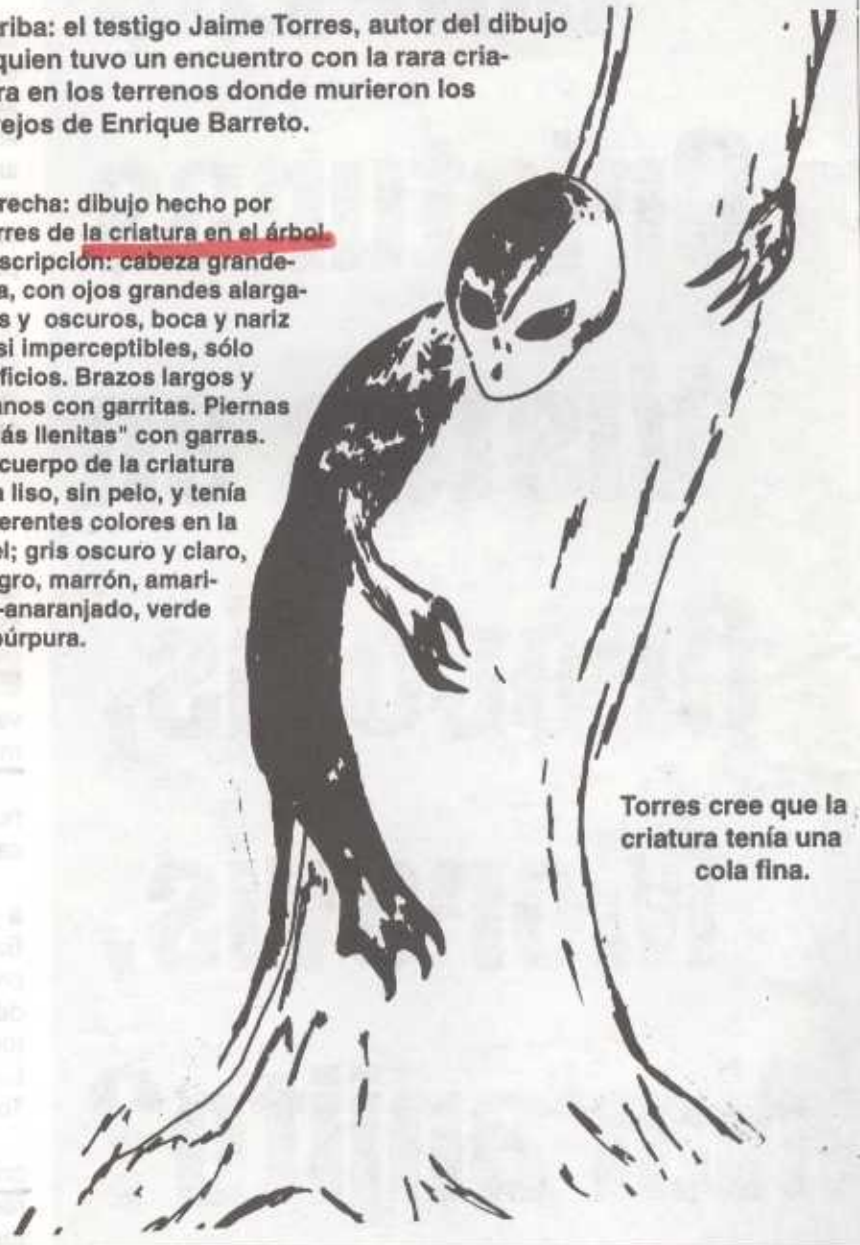 riba: el testigo Jaime Torres, autor del dibujo
quien tuvo un encuentro con la rara cria-
ra en los terrenos donde murieron los
ejos de Enrique Barreto.
recha: dibujo hecho por
rres de la criatura en el árbol.
scripción: cabeza grande-
a, con ojos grandes alarga-
s y oscuros, boca y nariz
si imperceptibles, sólo
ficios. Brazos largos y
anos con garritas. Piernas
ás llenitas" con garras.
cuerpo de la criatura
a liso, sin pelo, y tenía
erentes colores en la
el; gris oscuro y claro,
gro, marrón, amari-
-anaranjado, verde
púrpura.
Torres cree que la
criatura tenía una
cola fina.